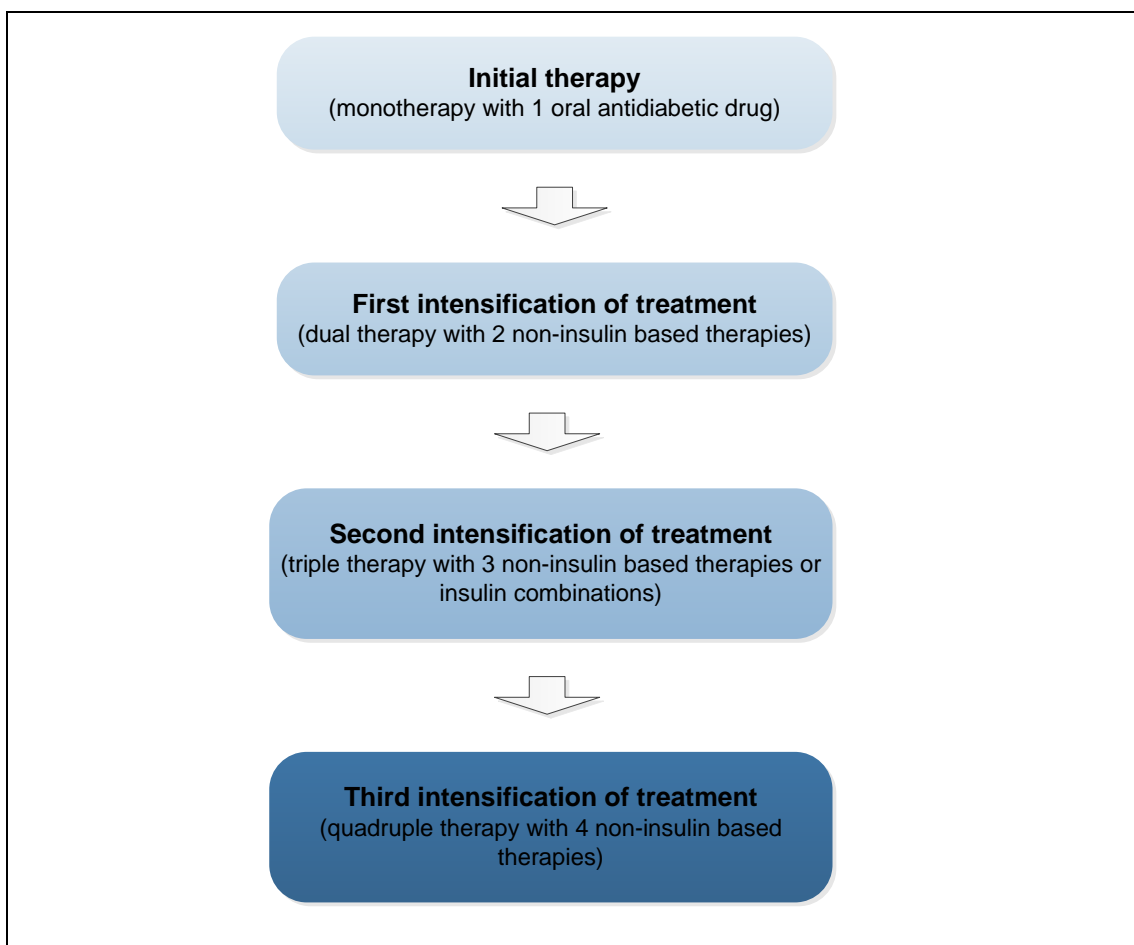 Initial therapy
(monotherapy with 1 oral antidiabetic drug)
First intensification of treatment
(dual therapy with 2 non-insulin based therapies)
Second intensification of treatment
(triple therapy with 3 non-insulin based therapies or
insulin combinations)
Third intensification of treatment
(quadruple therapy with 4 non-insulin based
therapies)